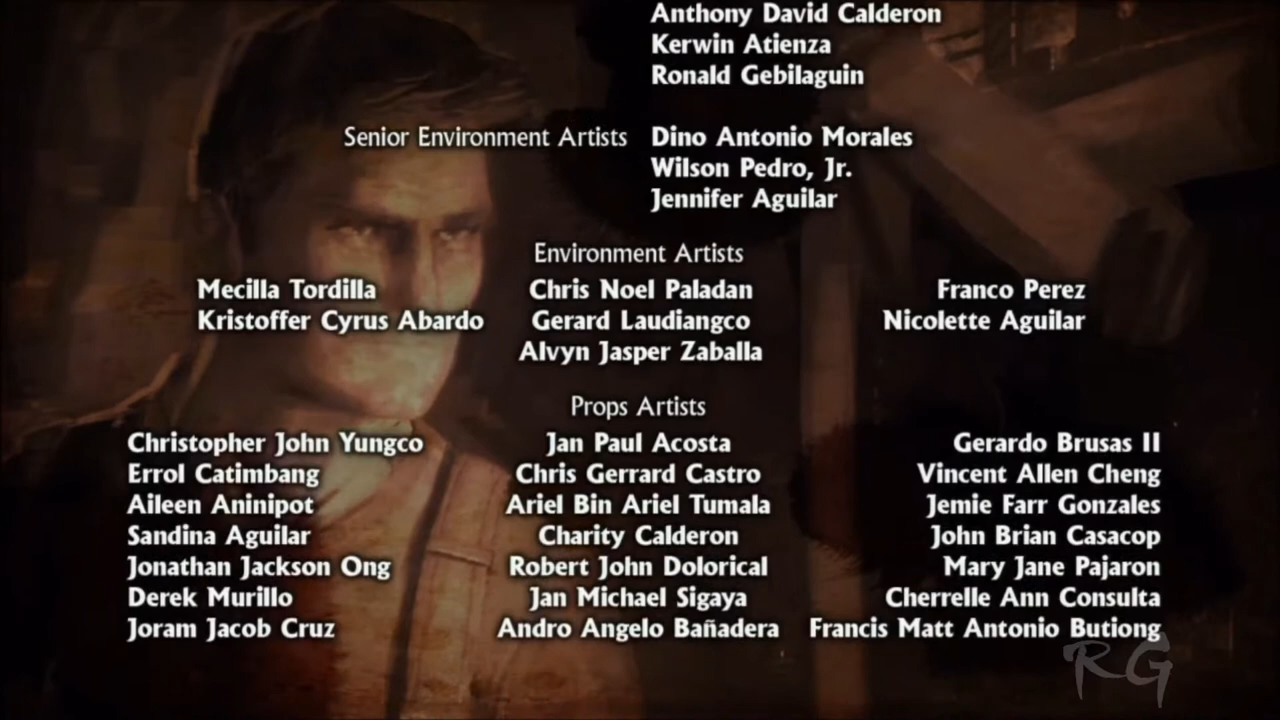 Anthony David Calderon
Kerwin Atienza
Ronald Gebilaguin
Senior Environment Artists Dino Antonio Morales
Wilson Pedro, Jr.
Jennifer Aguilar
Environment Artists
Mecilla Tordilla Chris Noel Paladan Franco Perez
Kristoffer Cyrus Abardo Gerard Laudiangco Nicolette Aguilar
Alvyn Jasper Zaballa
Props Artists
Christopher John Yungco Jan Paul Acosta Gerardo Brusas II
Errol Catimbang Chris Gerrard Castro Vincent Allen Cheng
Aileen Aninipot Ariel Bin Ariel Tumala Jemie Farr Gonzales
Sandina Aguilar Charity Calderon John Brian Casacop
Jonathan Jackson Ong Robert John Dolorical Mary Jane Pajaron
Derek Murillo Jan Michael Sigaya Cherrelle Ann Consulta
Joram Jacob Cruz Andro Angelo Bañadera Francis Matt Antonio Butiong
RG